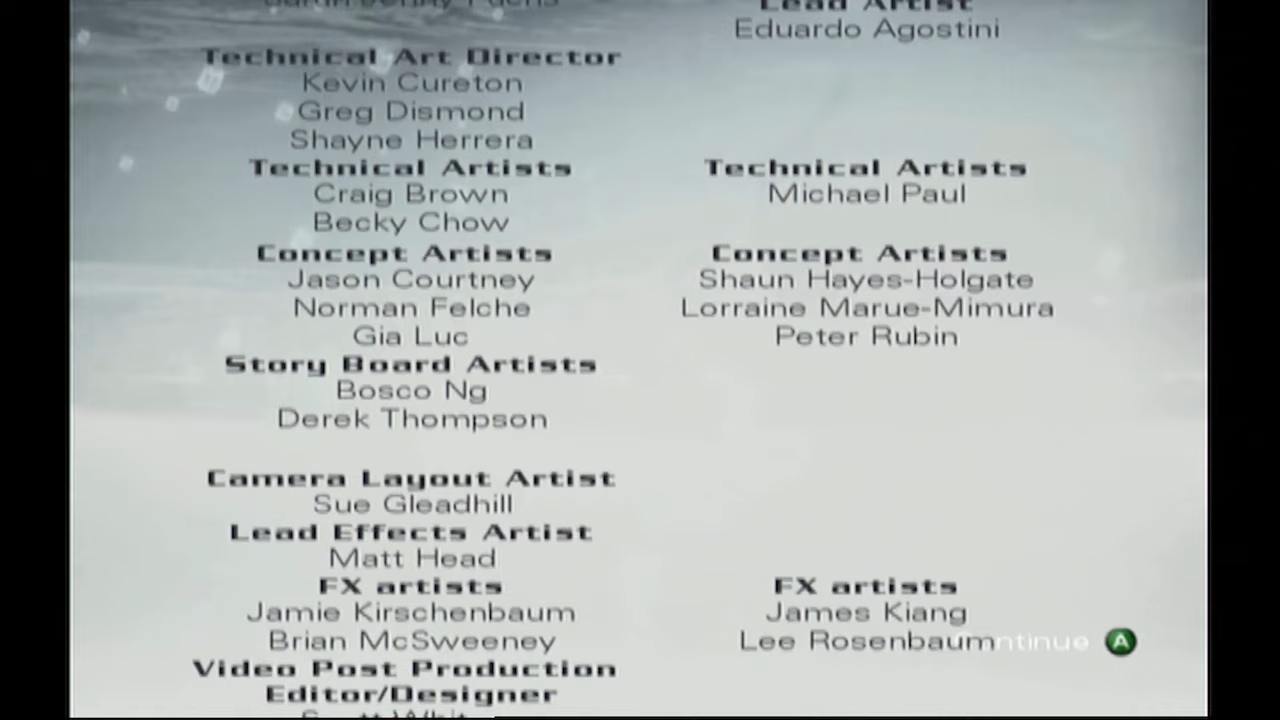 Lead Artist
Eduardo Agostini
Technical Art Director
Kevin Cureton
Greg Dismond
Shayne Herrera
Technical Artists
Craig Brown
Becky Chow
Technical Artists
Michael Paul
Concept Artists
Jason Courtney
Norman Felche
Gia Luc
Concept Artists
Shaun Hayes-Holgate
Lorraine Marue-Mimura
Peter Rubin
Story Board Artists
Bosco Ng
Derek Thompson
Camera Layout Artist
Sue Gleadhill
Lead Effects Artist
Matt Head
FX artists
Jamie Kirschenbaum
Brian McSweeney
FX artists
James Kiang
Lee Rosenbaum
Continue A
Video Post Production
Editor/Designer